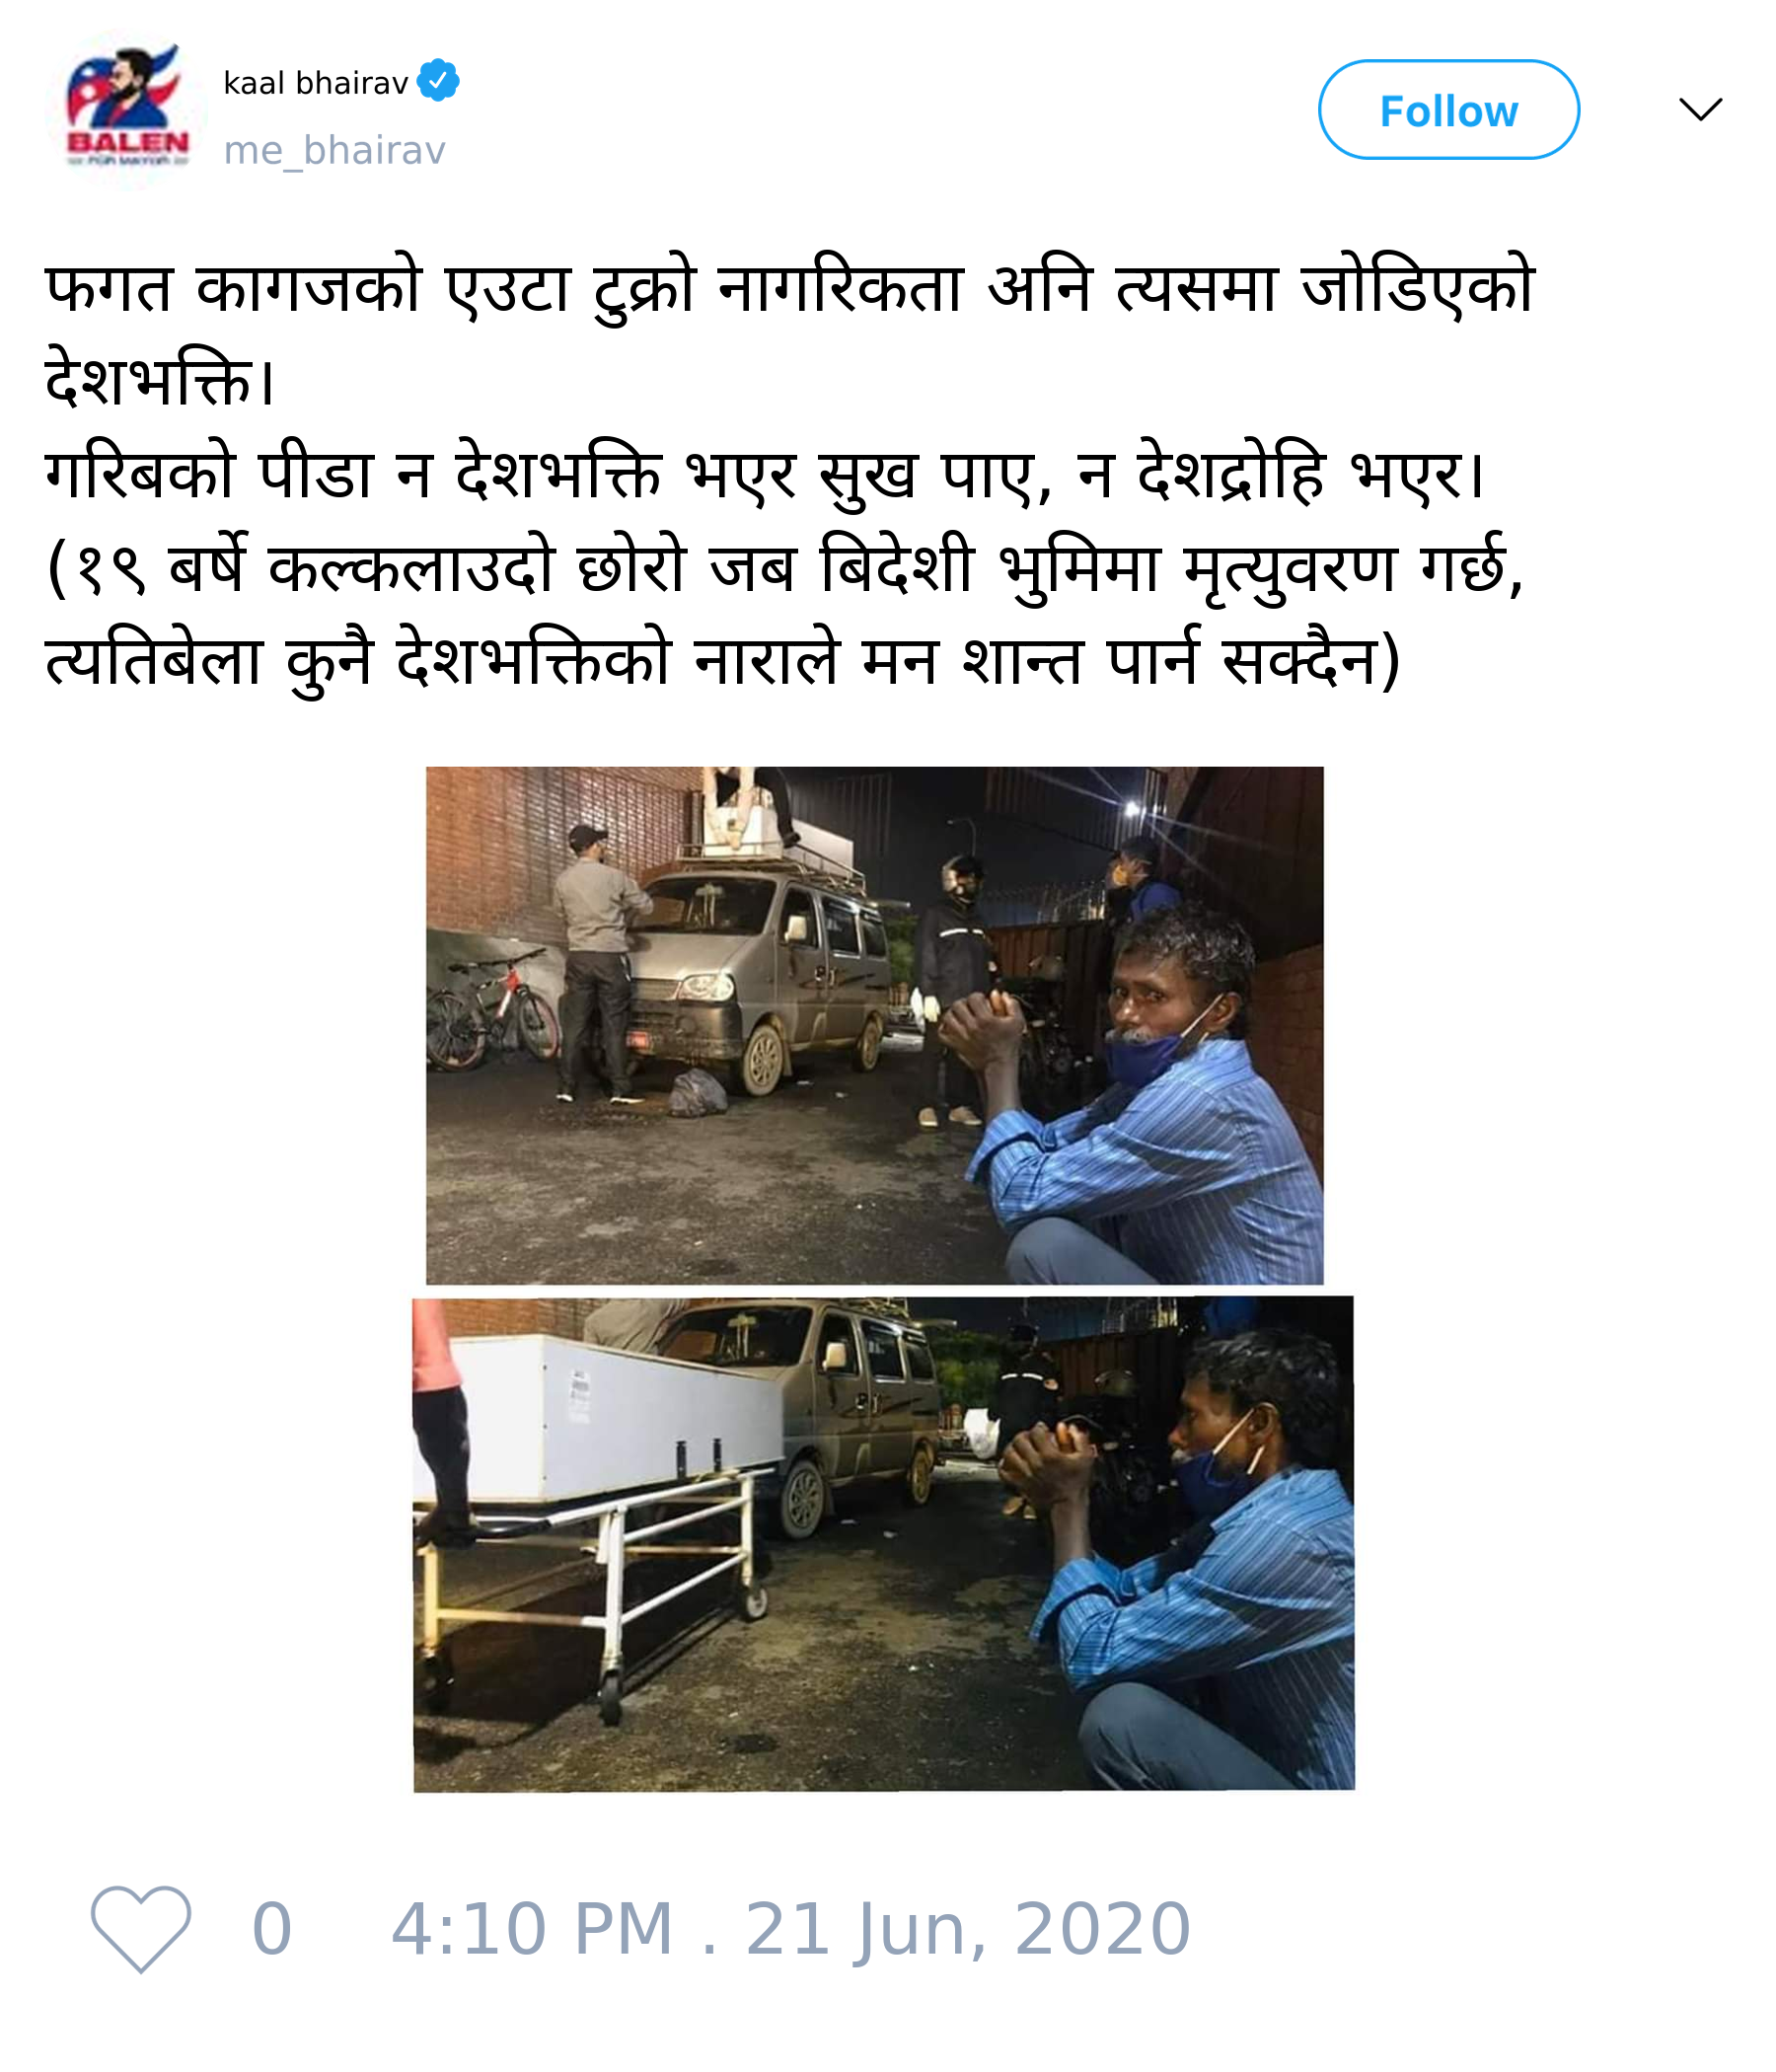 kaal bhairav
Follow
me_bhairav
BALEN
फगत कागजको एउटा टुक्रो नागरिकता अनि त्यसमा जोडिएको
देशभक्ति।
गरिबको पीडा न देशभक्ति भएर सुख पाए, न देशद्रोहि भएर।
(१९ बर्षे कल्कलाउदो छोरो जब बिदेशी भुमिमा मृत्युवरण गर्छ,
त्यतिबेला कुनै देशभक्तिको नाराले मन शान्त पार्न सक्दैन)
0 4:10 PM . 21 Jun, 2020